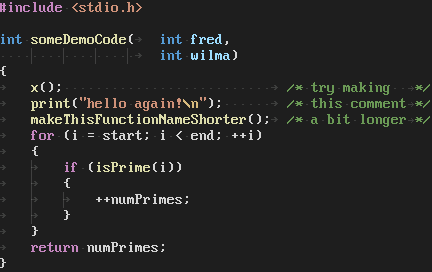 #include <stdio.h>

int someDemoCode(→   int fred,
                 →   int wilma)
{
→   x();                           → /* try making   →*/
→   print("hello again!\n");       → /* this comment →*/
→   makeThisFunctionNameShorter(); → /* a bit longer →*/
→   for (i = start; i < end; ++i)
→   {
→   →   if (isPrime(i))
→   →   {
→   →   →   ++numPrimes;
→   →   }
→   }
→   return numPrimes;
}